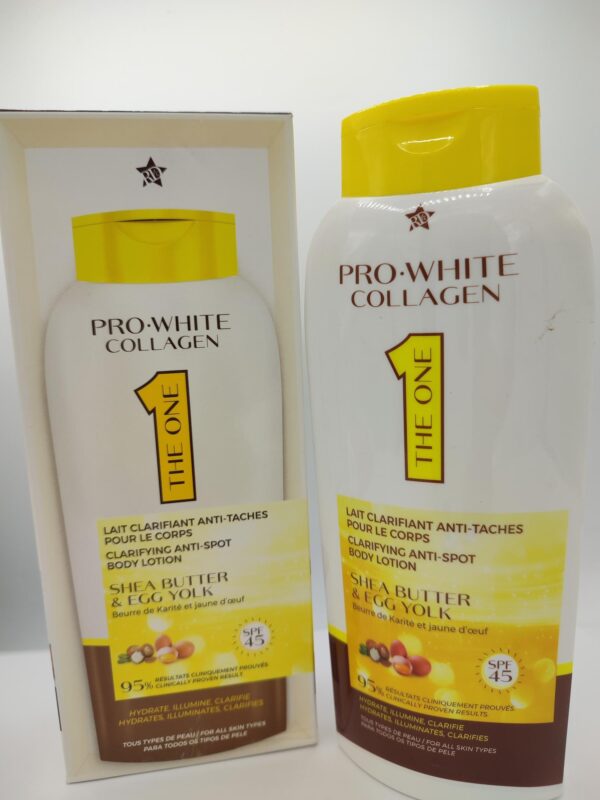 RD
PRO·WHITE
COLLAGEN
1
THE ONE
LAIT CLARIFIANT ANTI-TACHES
POUR LE CORPS
CLARIFYING ANTI-SPOT
BODY LOTION
SHEA BUTTER
& EGG YOLK
Beurre de Karité et jaune d'œuf
SPF
45
95% RÉSULTATS CLINIQUEMENT PROUVÉS
CLINICALLY PROVEN RESULT
HYDRATE, ILLUMINE, CLARIFIE
HYDRATES, ILLUMINATES, CLARIFIES
TOUS TYPES DE PEAU / FOR ALL SKIN TYPES
PARA TODOS OS TIPOS DE PELE
RD
PRO·WHITE
COLLAGEN
1
THE ONE
LAIT CLARIFIANT ANTI-TACHES
POUR LE CORPS
CLARIFYING ANTI-SPOT
BODY LOTION
SHEA BUTTER
& EGG YOLK
Beurre de Karité et jaune d'œuf
SPF
45
95% RÉSULTATS CLINIQUEMENT PROUVÉS
CLINICALLY PROVEN RESULTS
HYDRATE, ILLUMINE, CLARIFIE
HYDRATES, ILLUMINATES, CLARIFIES
TOUS TYPES DE PEAU / FOR ALL SKIN TYPES
PARA TODOS OS TIPOS DE PELE